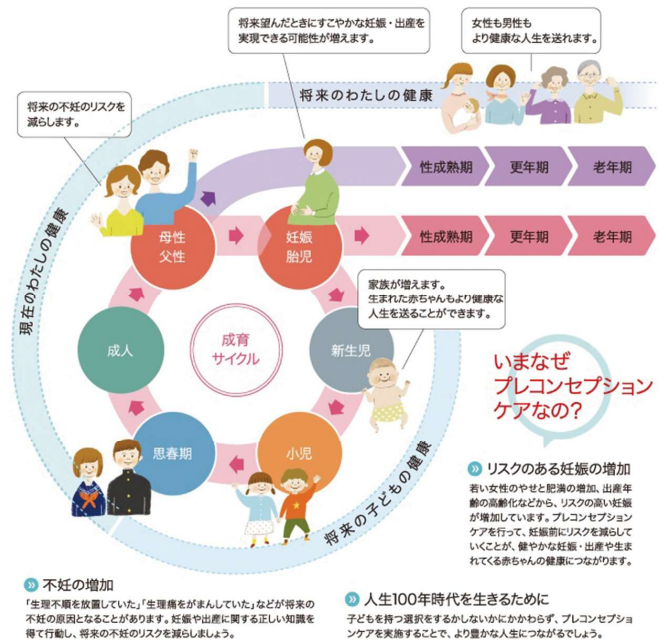 将来望んだときにすこやかな妊娠・出産を
実現できる可能性が増えます。
女性も男性も
より健康な人生を送れます。
将来の不妊のリスクを
減らします。
将来のわたしの健康
性成熟期
更年期
老年期
母性
父性
妊娠
胎児
性成熟期
更年期
老年期
現在のわたしの健康
家族が増えます。
生まれた赤ちゃんもより健康な
人生を送ることができます。
成人
成育
サイクル
新生児
いまなぜ
プレコンセプション
ケアなの?
思春期
小児
将来の子どもの健康
リスクのある妊娠の増加
若い女性のやせと肥満の増加、出産年
齢の高齢化などから、リスクの高い妊娠
が増加しています。プレコンセプション
ケアを行って、妊娠前にリスクを減らして
いくことが、健やかな妊娠・出産や生ま
れてくる赤ちゃんの健康につながります。
不妊の増加
「生理不順を放置していた」「生理痛をがまんしていた」などが将来の
不妊の原因となることがあります。妊娠や出産に関する正しい知識を
得て行動し、将来の不妊のリスクを減らしましょう。
人生100年時代を生きるために
子どもを持つ選択をするしないかにかかわらず、プレコンセプショ
ンケアを実施することで、より豊かな人生につながるでしょう。